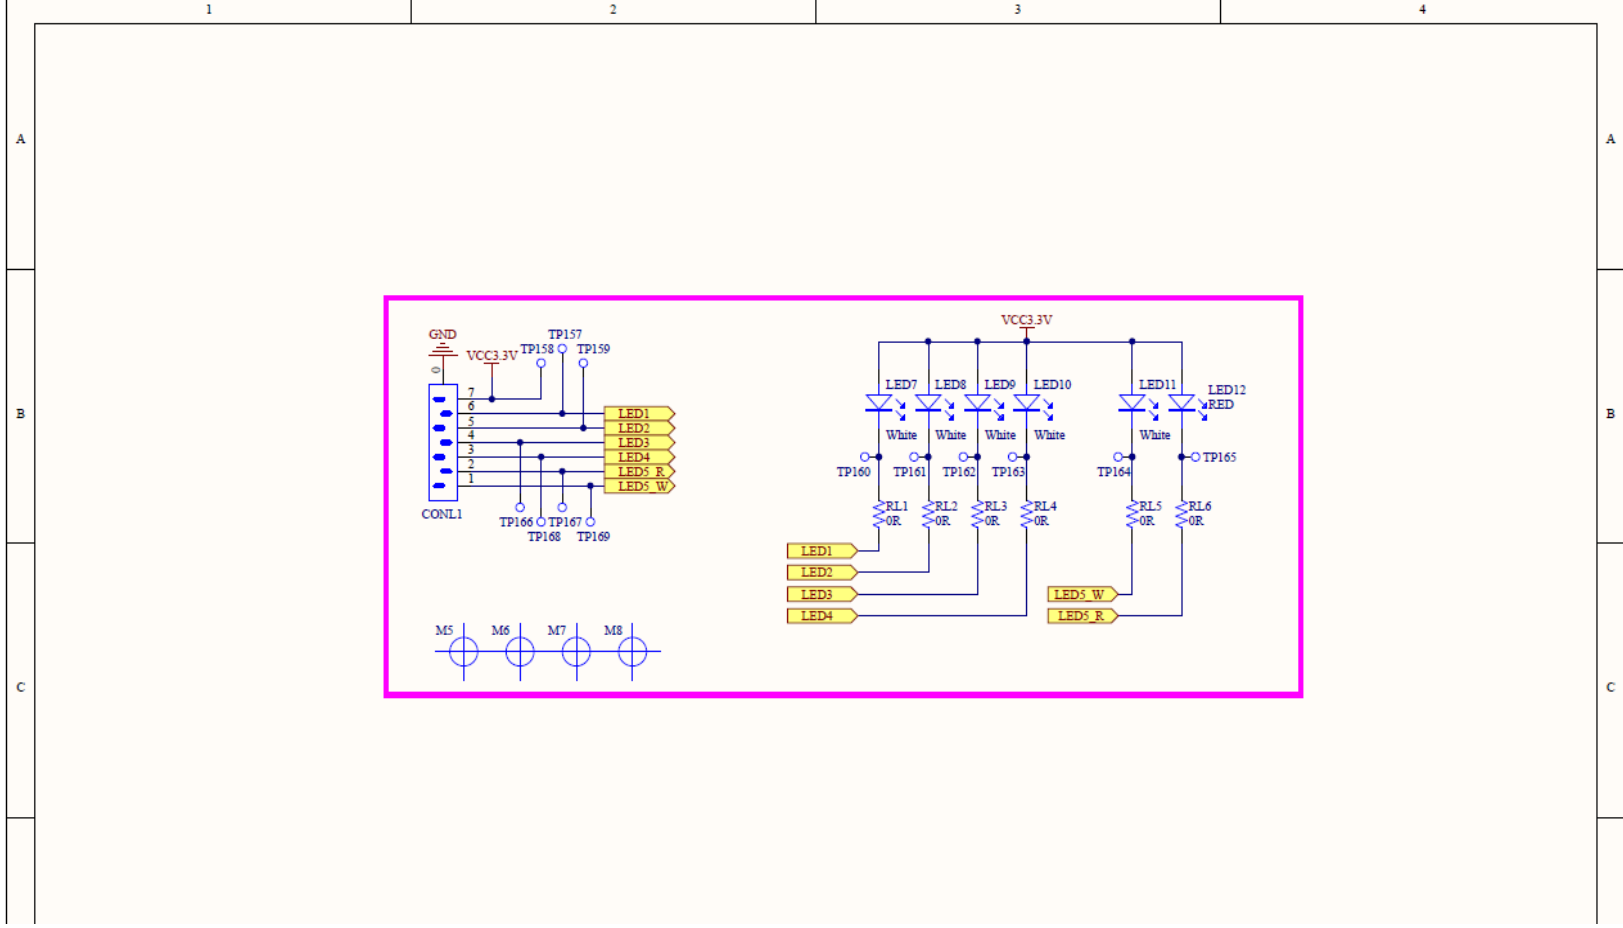 1 2 3 4
A A
B B
C C
GND
VCC3.3V
TP157
TP158 TP159
0
7
6
5
4
3
2
1
LED1
LED2
LED3
LED4
LED5_R
LED5_W
CONL1
TP166 TP167
TP168 TP169
M5 M6 M7 M8
VCC3.3V
LED7 LED8 LED9 LED10 LED11 LED12
RED
White White White White White
TP160 TP161 TP162 TP163 TP164 TP165
RL1 RL2 RL3 RL4 RL5 RL6
0R 0R 0R 0R 0R 0R
LED1
LED2
LED3 LED5_W
LED4 LED5_R